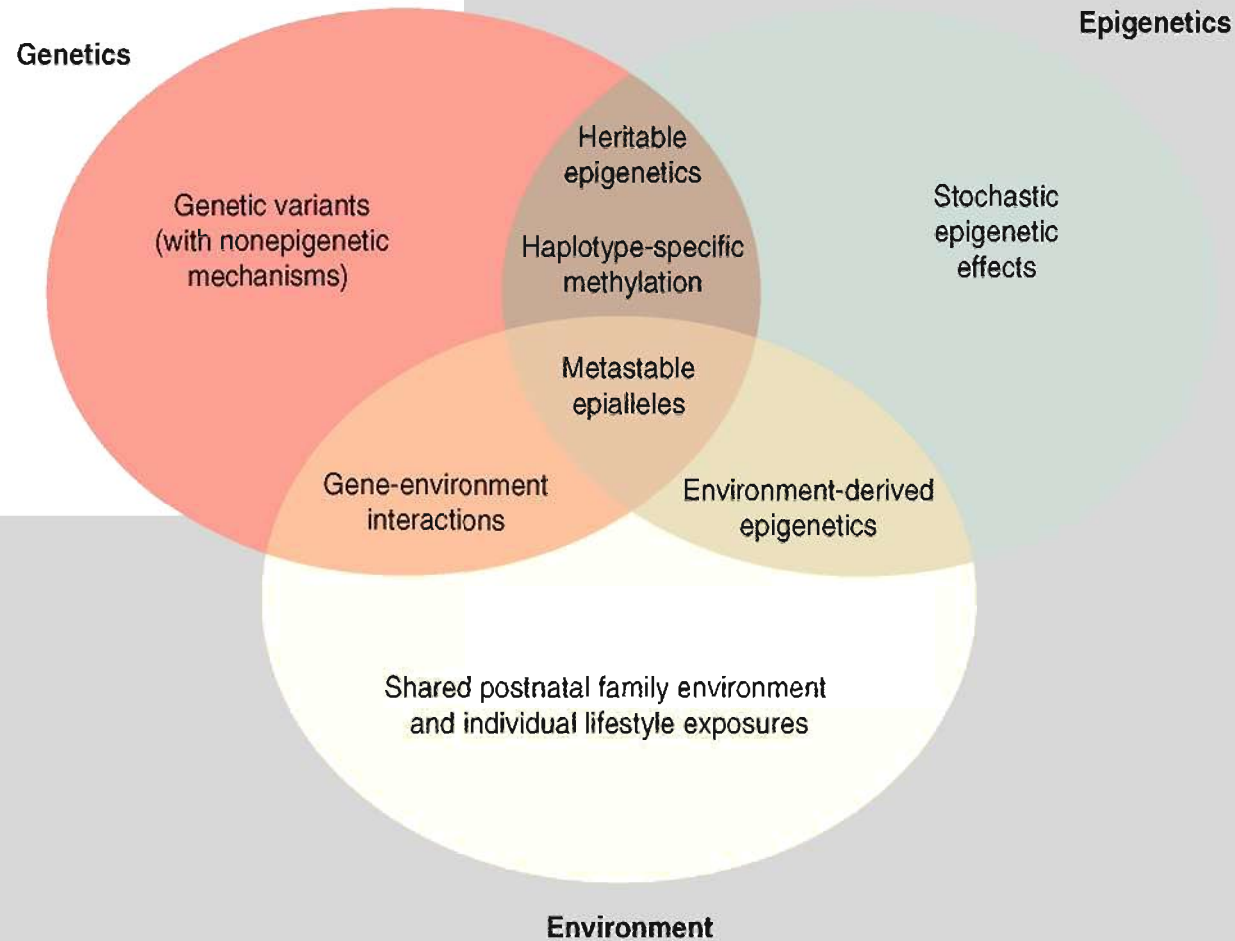 Genetics
Epigenetics
Heritable
epigenetics
Genetic variants
(with nonepigenetic
mechanisms)
Haplotype-specific
methylation
Stochastic
epigenetic
effects
Metastable
epialleles
Gene-environment
interactions
Environment-derived
epigenetics
Shared postnatal family environment
and individual lifestyle exposures
Environment